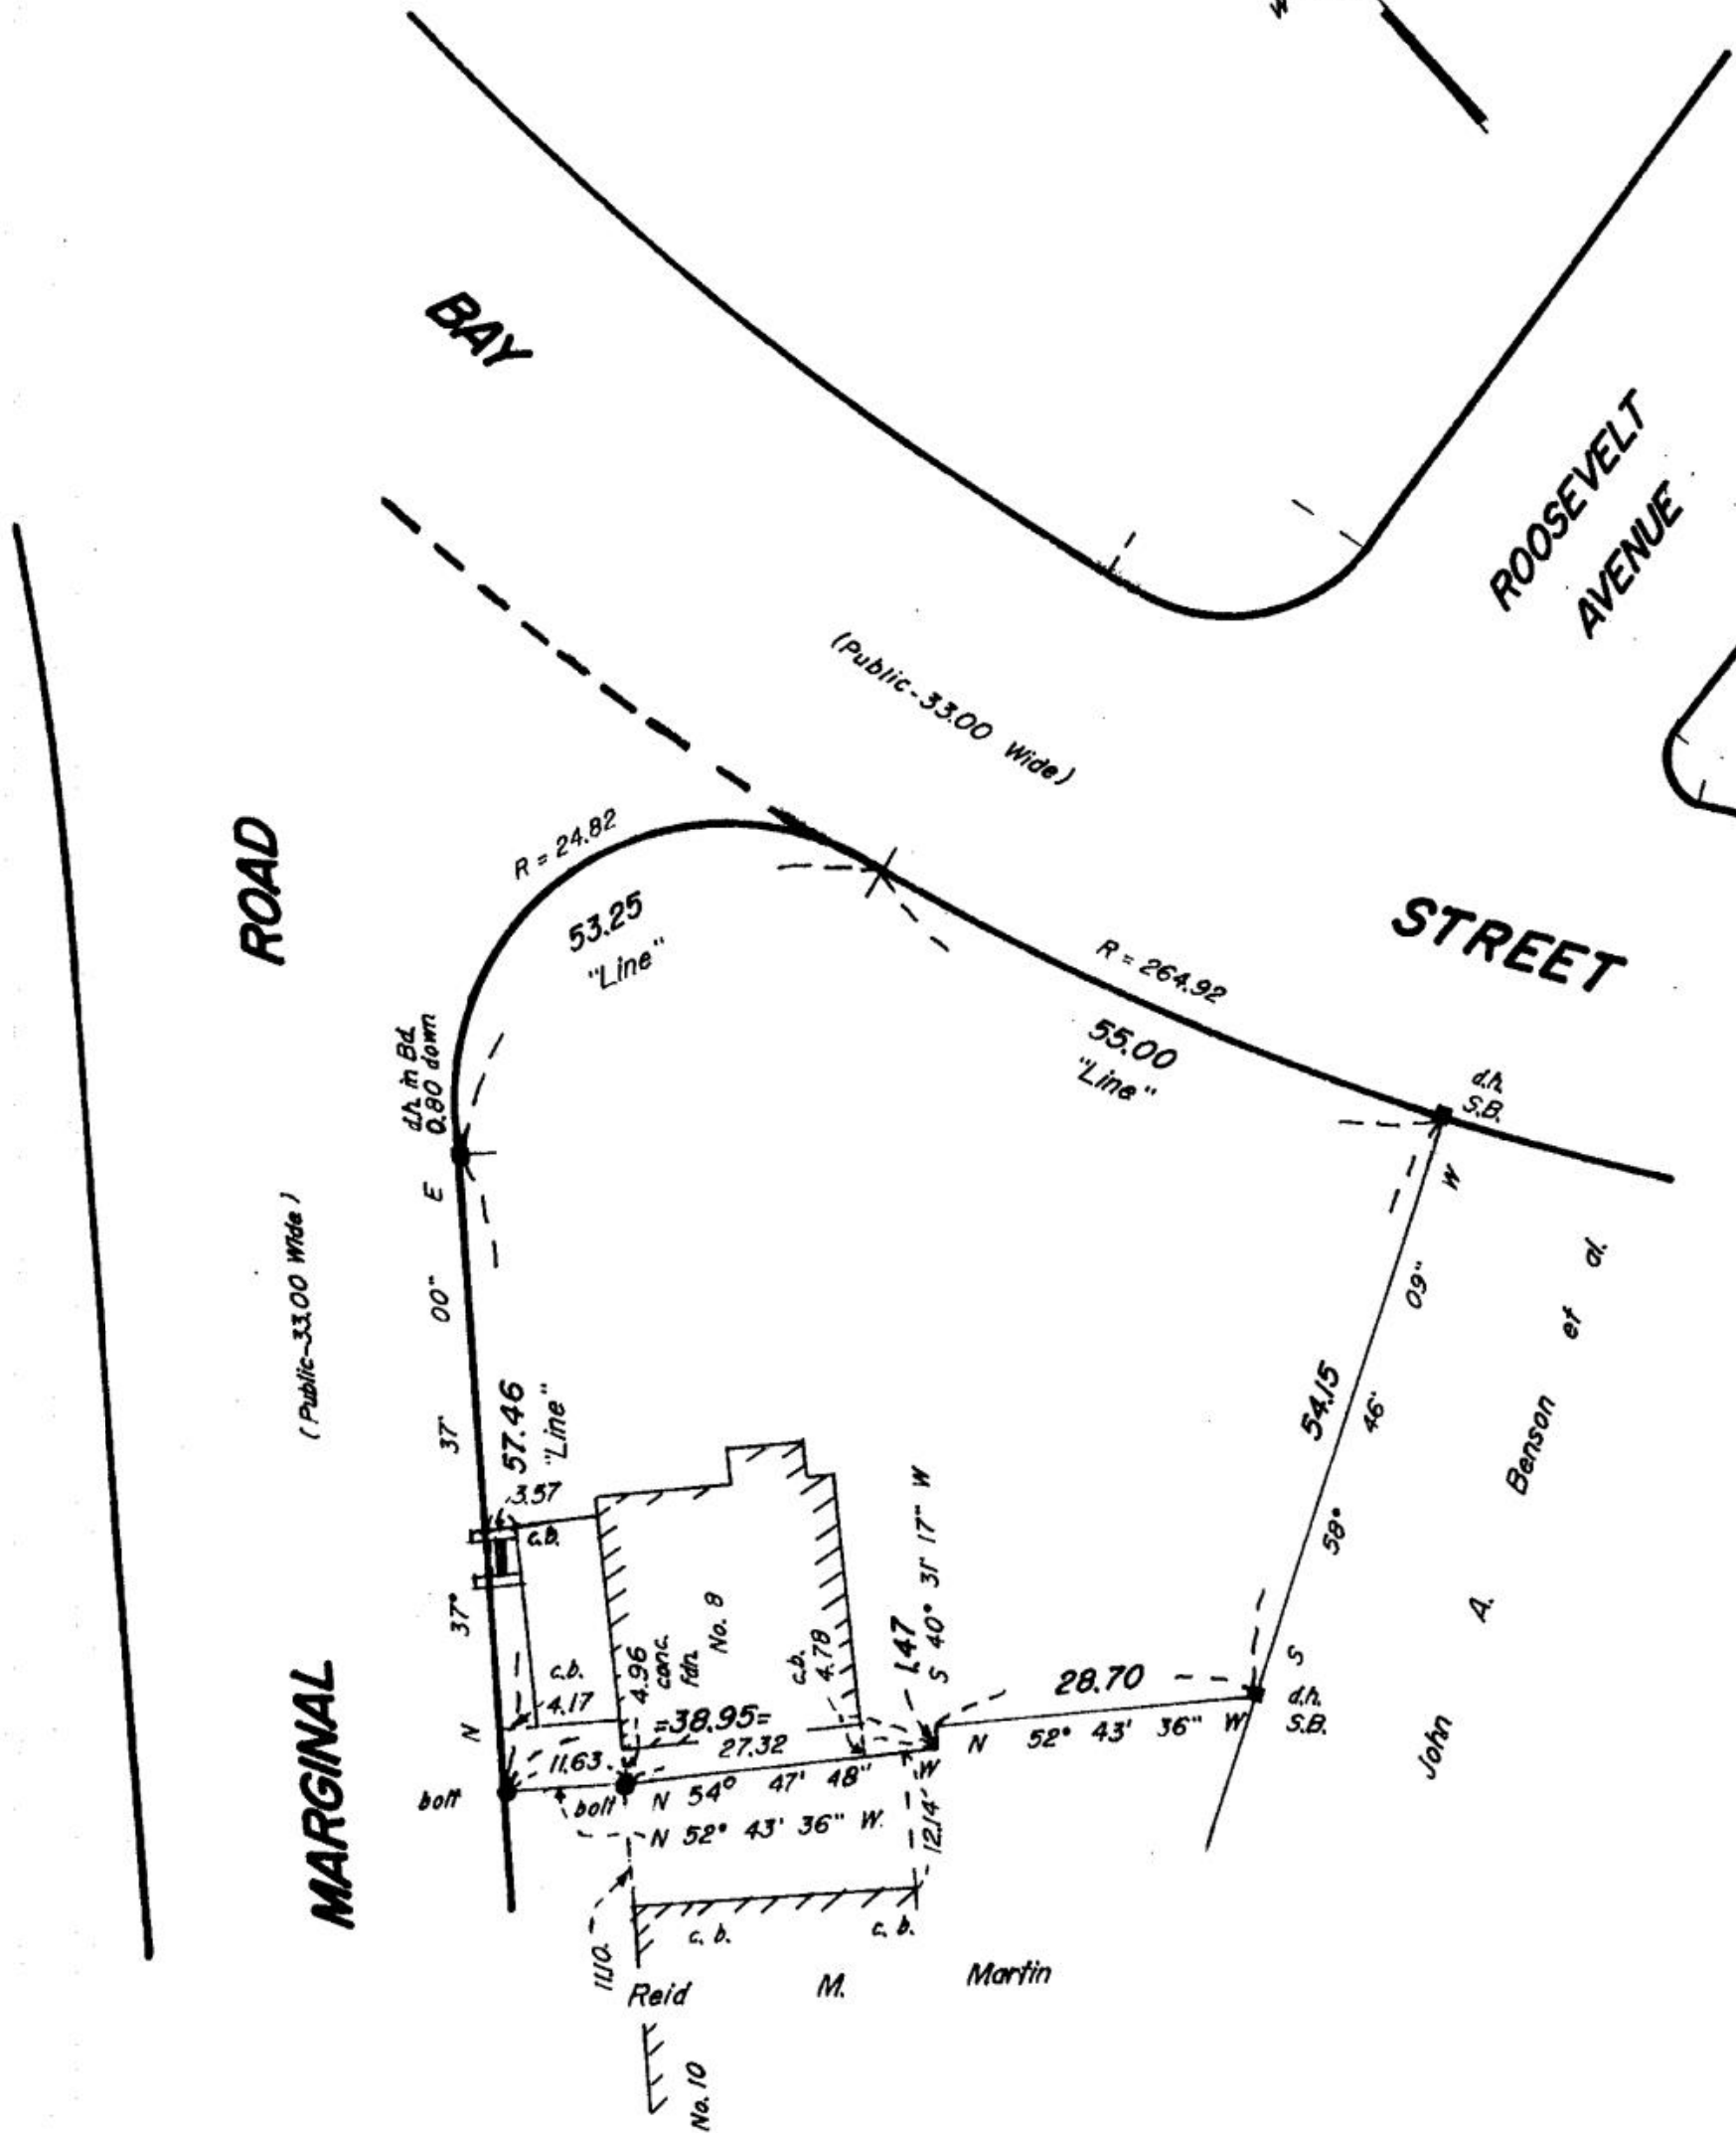 BAY
ROOSEVELT
AVENUE
(Public-33.00 Wide)
R = 24.82
53.25
"Line"
ROAD
STREET
R = 264.92
55.00
"Line"
d.h.
S.B.
d.h. in Bd.
0.80 down
(Public-33.00 Wide)
N 37° 37' 00" E
57.46
"Line"
3.57
c.b.
S 58° 46' 09" W
54.15
John A. Benson et al.
No. 8
4.96
conc.
fdn.
c.b.
4.78
c.b.
4.17
1.47
S 40° 31' 17" W
28.70
N 52° 43' 36" W
d.h.
S.B.
=38.95=
27.32
11.63
bolt
bolt
N 54° 47' 48" W
N 52° 43' 36" W.
12.14
MARGINAL
11.10
c. b.
c. b.
Reid M. Martin
No. 10